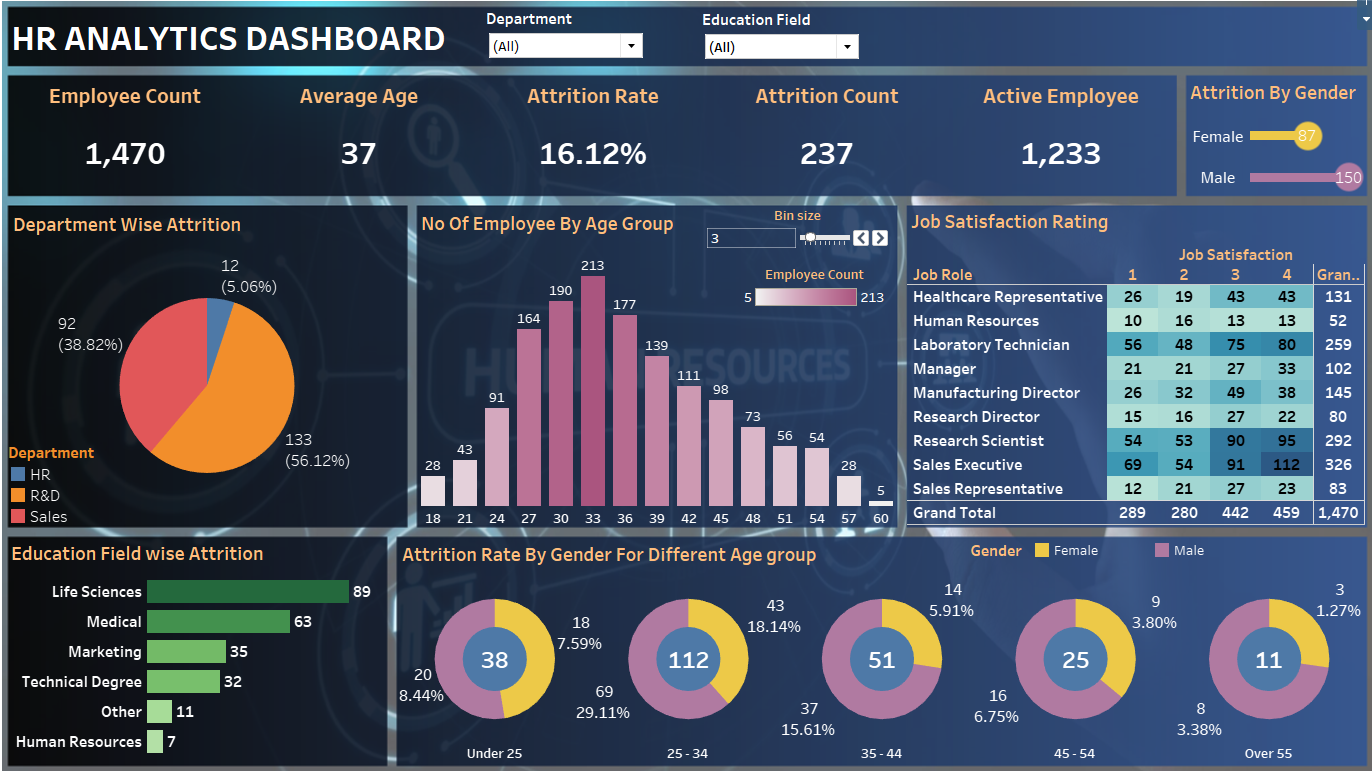 HR ANALYTICS DASHBOARD
Department
(All)
Education Field
(All)
Employee Count
1,470
Average Age
37
Attrition Rate
16.12%
Attrition Count
237
Active Employee
1,233
Attrition By Gender
Female 87
Male 150
Department Wise Attrition
12
(5.06%)
92
(38.82%)
133
(56.12%)
Department
HR
R&D
Sales
No Of Employee By Age Group
Bin size
3
Employee Count
5 213
28 43 91 164 190 213 177 139 111 98 73 56 54 28 5
18 21 24 27 30 33 36 39 42 45 48 51 54 57 60
HUMAN RESOURCES
Job Satisfaction Rating
Job Satisfaction
Job Role 1 2 3 4 Gran..
Healthcare Representative 26 19 43 43 131
Human Resources 10 16 13 13 52
Laboratory Technician 56 48 75 80 259
Manager 21 21 27 33 102
Manufacturing Director 26 32 49 38 145
Research Director 15 16 27 22 80
Research Scientist 54 53 90 95 292
Sales Executive 69 54 91 112 326
Sales Representative 12 21 27 23 83
Grand Total 289 280 442 459 1,470
Education Field wise Attrition
Life Sciences 89
Medical 63
Marketing 35
Technical Degree 32
Other 11
Human Resources 7
Attrition Rate By Gender For Different Age group
Gender Female Male
18
7.59%
38
20
8.44%
Under 25
43
18.14%
112
69
29.11%
25 - 34
14
5.91%
51
37
15.61%
35 - 44
9
3.80%
25
16
6.75%
45 - 54
3
1.27%
11
8
3.38%
Over 55